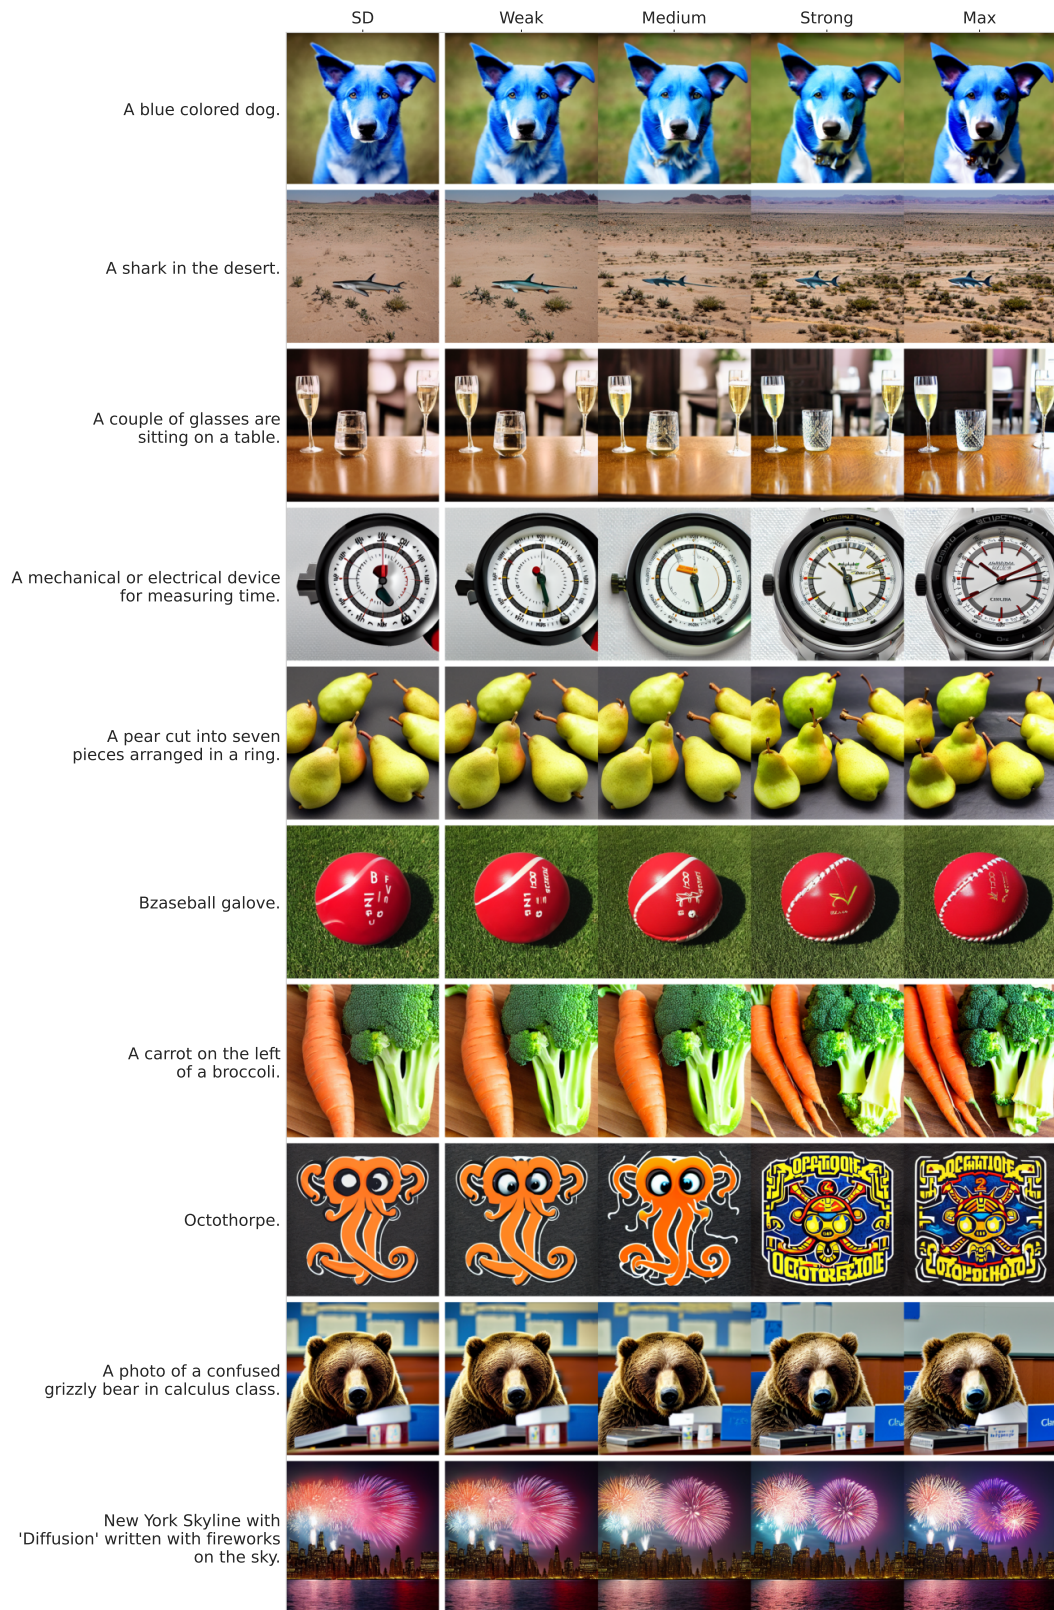 SD Weak Medium Strong Max
A blue colored dog.
A shark in the desert.
A couple of glasses are
sitting on a table.
A mechanical or electrical device
for measuring time.
A pear cut into seven
pieces arranged in a ring.
Bzaseball galove.
A carrot on the left
of a broccoli.
Octothorpe.
A photo of a confused
grizzly bear in calculus class.
New York Skyline with
'Diffusion' written with fireworks
on the sky.